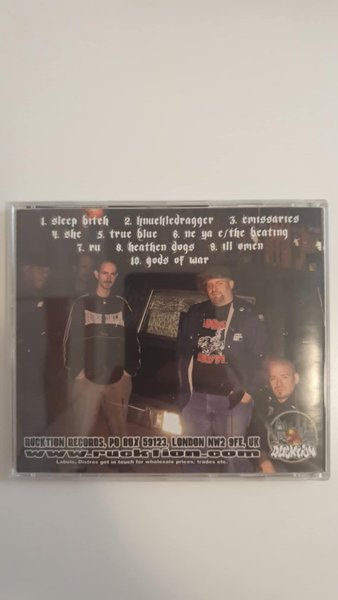 1. sleep bitch 2. knuckledragger 3. emissaries
4. she 5. true blue 6. ne ya c/the beating
7. ru 8. heathen dogs 9. ill omen
10. gods of war
RUCKTION RECORDS, PO BOX 59123, LONDON NW2 9FE, UK
www.rucktion.com
Labels, Distros get in touch for wholesale prices, trades etc.
RUCKTION